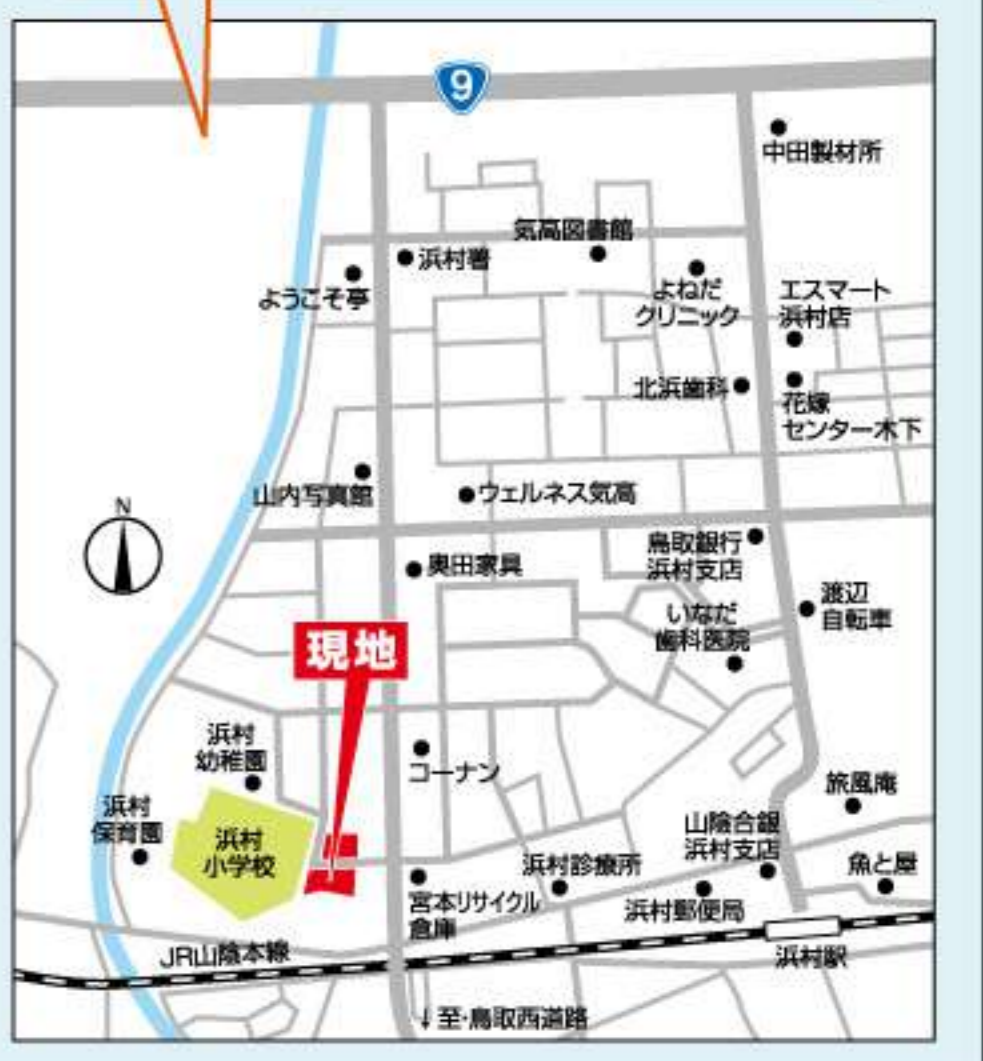 9
中田製材所
気高図書館
浜村署
ようこそ亭
よねだ
クリニック
エスマート
浜村店
北浜歯科
花嫁
センター木下
山内写真館
ウェルネス気高
N
鳥取銀行
浜村支店
奥田家具
渡辺
自転車
いなだ
歯科医院
現地
浜村
幼稚園
コーナン
旅風庵
浜村
保育園
浜村
小学校
山陰合銀
浜村支店
浜村診療所
魚と屋
宮本リサイクル
倉庫
浜村郵便局
JR山陰本線
浜村駅
↓至・鳥取西道路